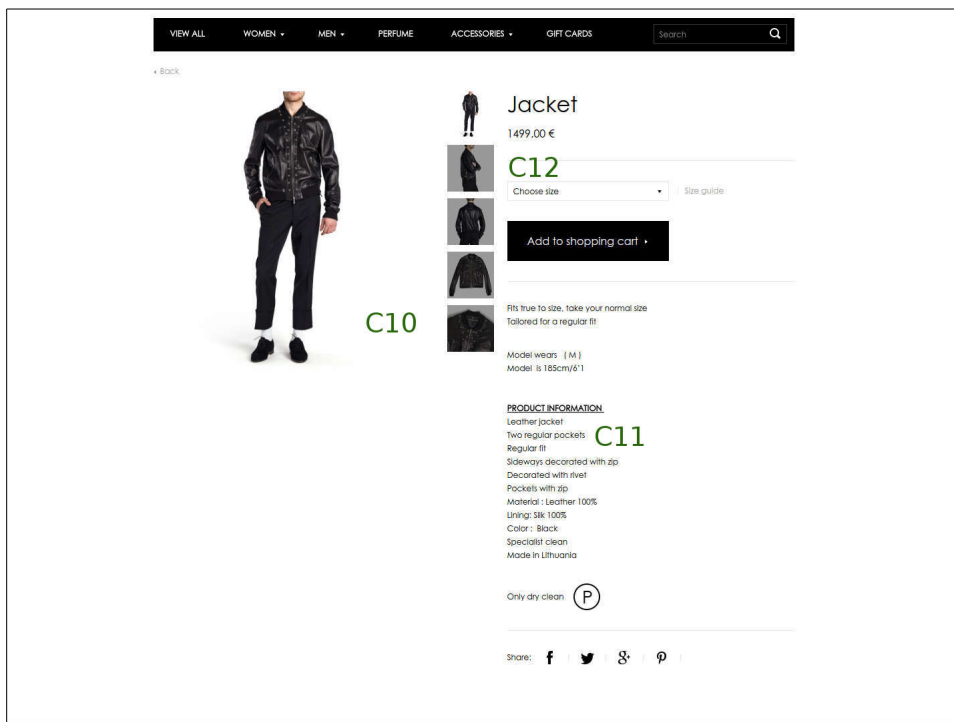 VIEW ALL WOMEN MEN PERFUME ACCESSORIES GIFT CARDS Search
Back
Jacket
1499.00 €
C12
Choose size Size guide
Add to shopping cart
Fits true to size, take your normal size
Tailored for a regular fit
C10
Model wears ( M )
Model is 185cm/6'1
PRODUCT INFORMATION
Leather jacket
Two regular pockets
C11
Regular fit
Sideways decorated with zip
Decorated with rivet
Pockets with zip
Material : Leather 100%
Lining: Silk 100%
Color : Black
Specialist clean
Made in Lithuania
Only dry clean P
Share: f g+ p